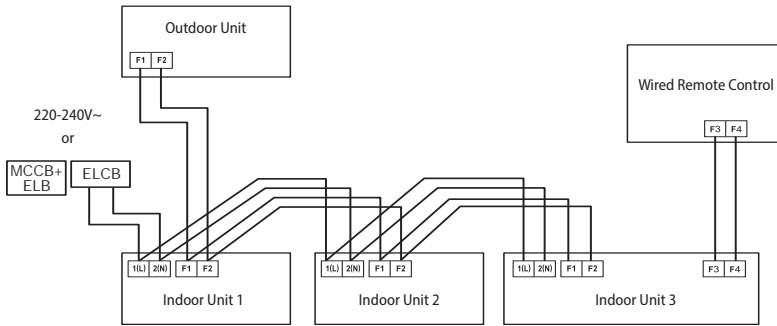 Outdoor Unit
F1 F2
Wired Remote Control
F3 F4
220-240V~
or
MCCB+
ELB
ELCB
1(L) 2(N) F1 F2
Indoor Unit 1
1(L) 2(N) F1 F2
Indoor Unit 2
1(L) 2(N) F1 F2 F3 F4
Indoor Unit 3